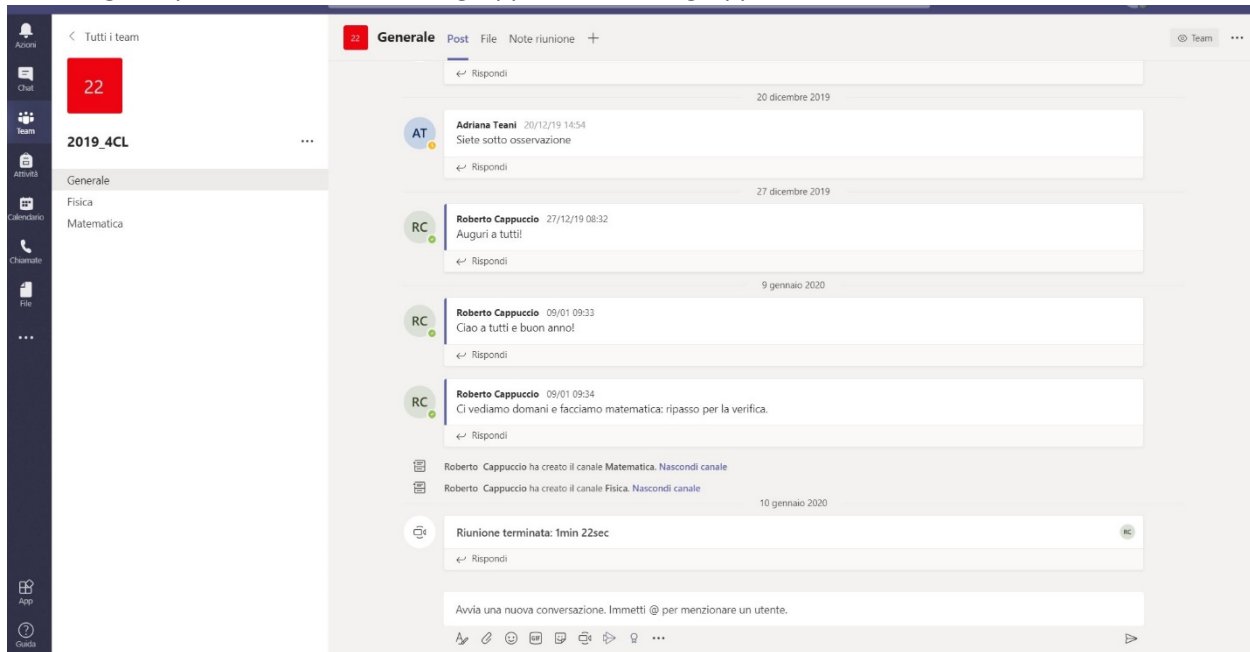 Azioni
Chat
Team
Attività
Calendario
Chiamate
File
App
Guida
Tutti i team
22
2019_4CL
Generale
Fisica
Matematica
22 Generale Post File Note riunione
Team
Rispondi
20 dicembre 2019
AT
Adriana Teani 20/12/19 14:54
Siete sotto osservazione
Rispondi
27 dicembre 2019
RC
Roberto Cappuccio 27/12/19 08:32
Auguri a tutti!
Rispondi
9 gennaio 2020
RC
Roberto Cappuccio 09/01 09:33
Ciao a tutti e buon anno!
Rispondi
RC
Roberto Cappuccio 09/01 09:34
Ci vediamo domani e facciamo matematica: ripasso per la verifica.
Rispondi
Roberto Cappuccio ha creato il canale Matematica. Nascondi canale
Roberto Cappuccio ha creato il canale Fisica. Nascondi canale
10 gennaio 2020
Riunione terminata: 1min 22sec
RC
Rispondi
Avvia una nuova conversazione. Immetti @ per menzionare un utente.
GIF